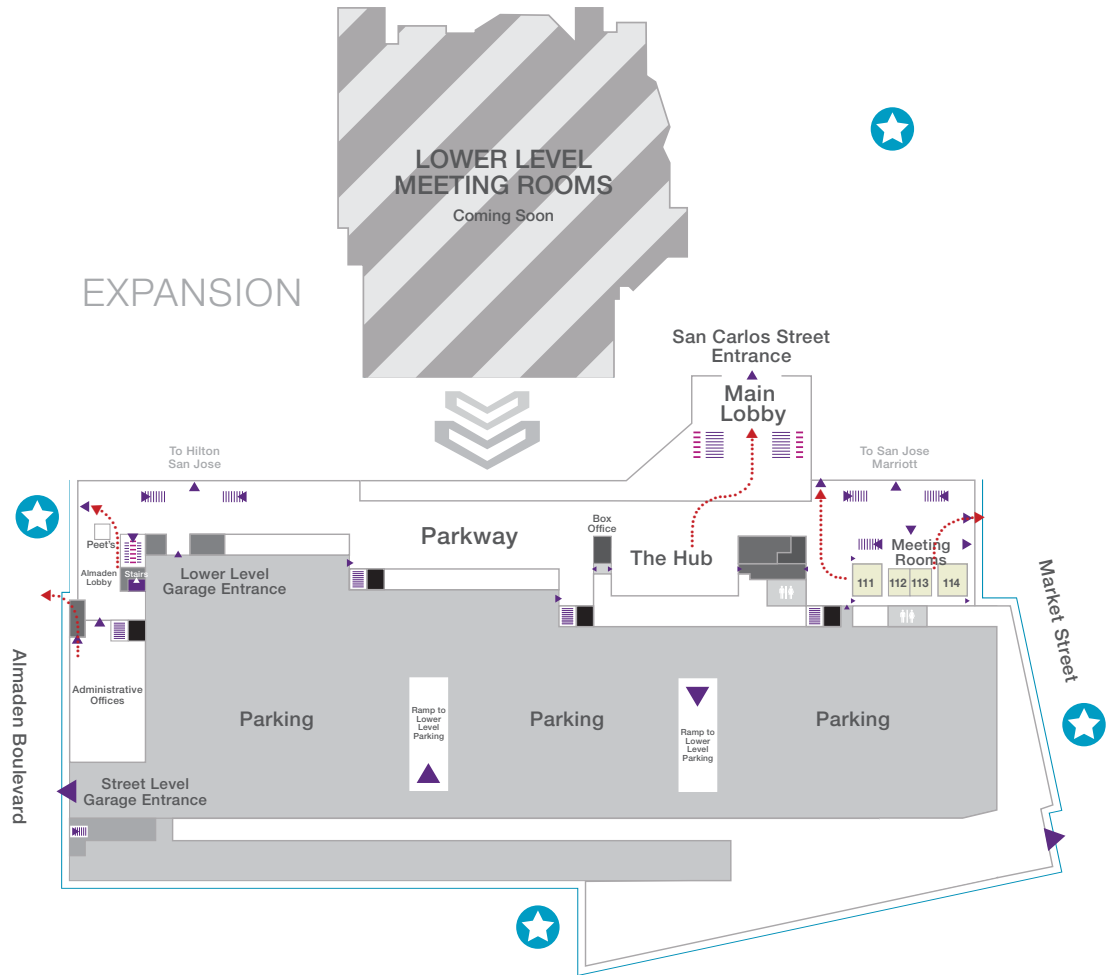 LOWER LEVEL
MEETING ROOMS
Coming Soon
EXPANSION
San Carlos Street
Entrance
Main
Lobby
To Hilton
San Jose
To San Jose
Marriott
Peet's
Almaden
Lobby
Stairs
Lower Level
Garage Entrance
Parkway
Box
Office
The Hub
Meeting
Rooms
111
112
113
114
Market Street
Almaden Boulevard
Administrative
Offices
Parking
Ramp to
Lower
Level
Parking
Parking
Ramp to
Lower
Level
Parking
Parking
Street Level
Garage Entrance